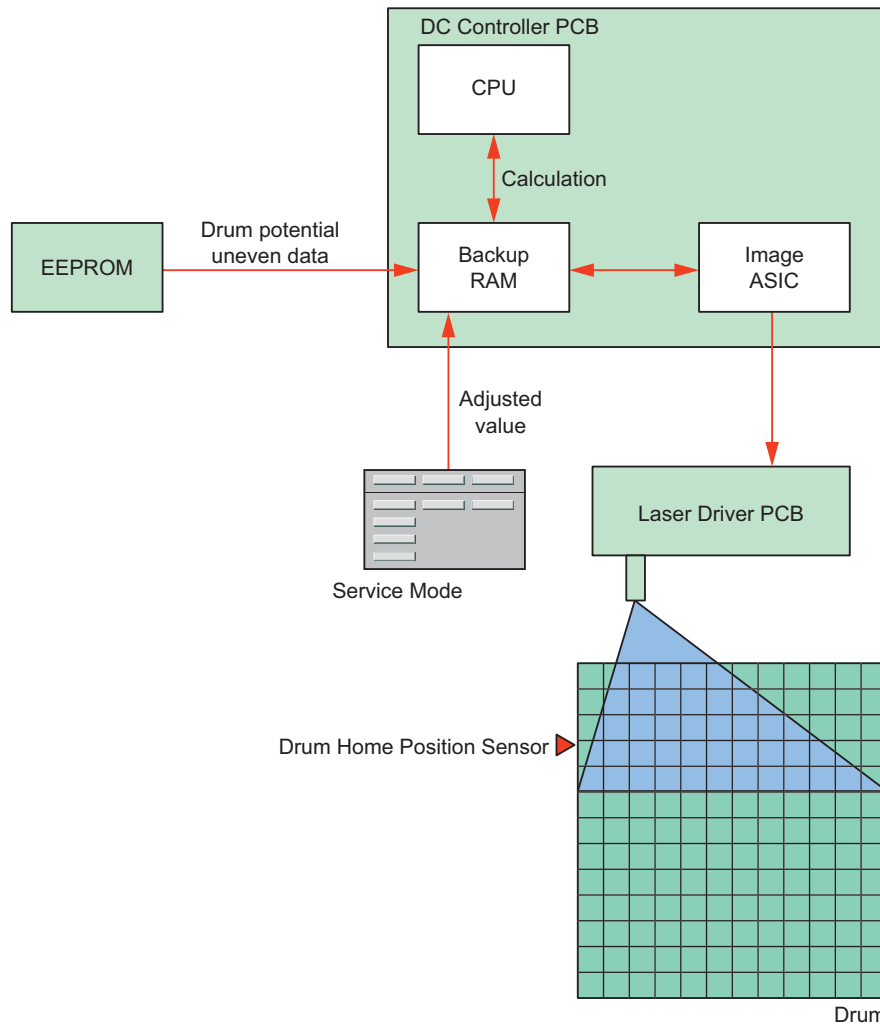 DC Controller PCB
CPU
Calculation
Drum potential
uneven data
EEPROM
Backup
RAM
Image
ASIC
Adjusted
value
Laser Driver PCB
Service Mode
Drum Home Position Sensor
Drum